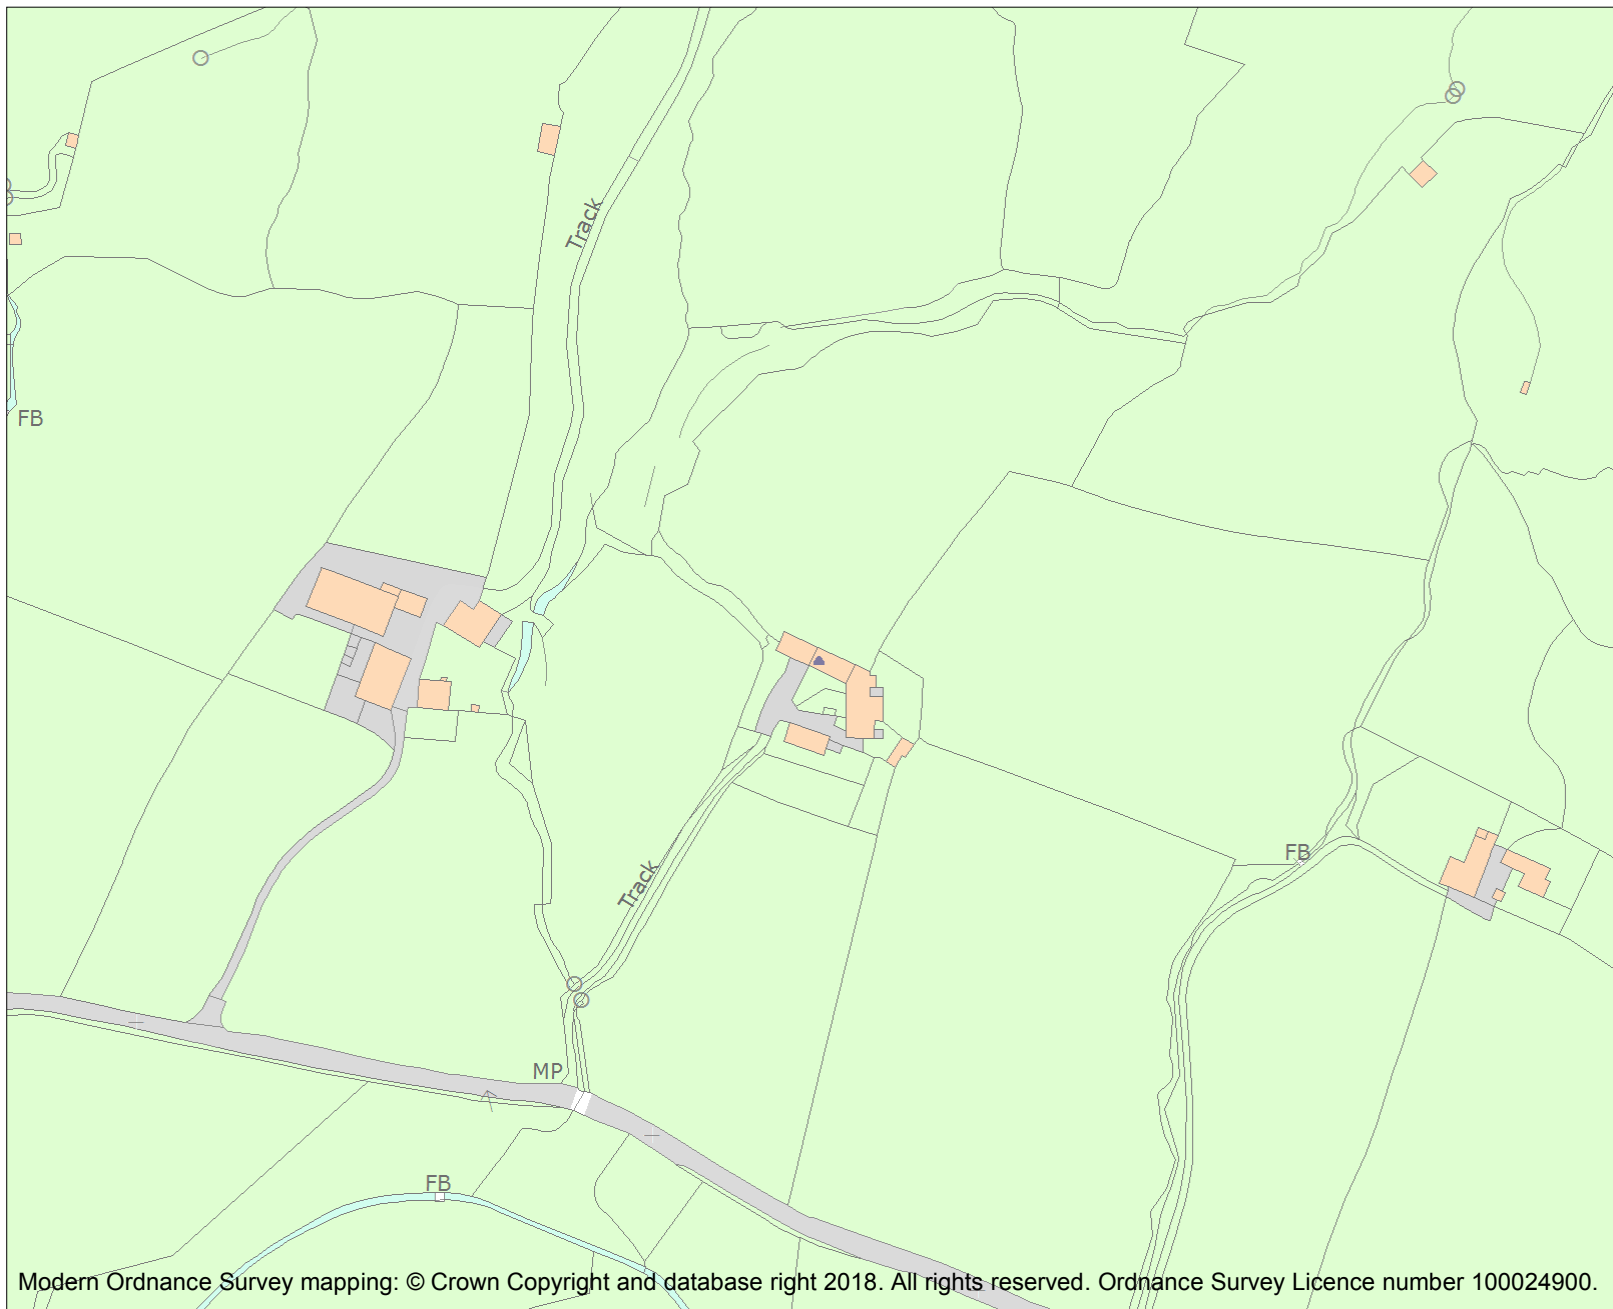 Track
FB
Track
FB
MP
FB
Modern Ordnance Survey mapping: © Crown Copyright and database right 2018. All rights reserved. Ordnance Survey Licence number 100024900.